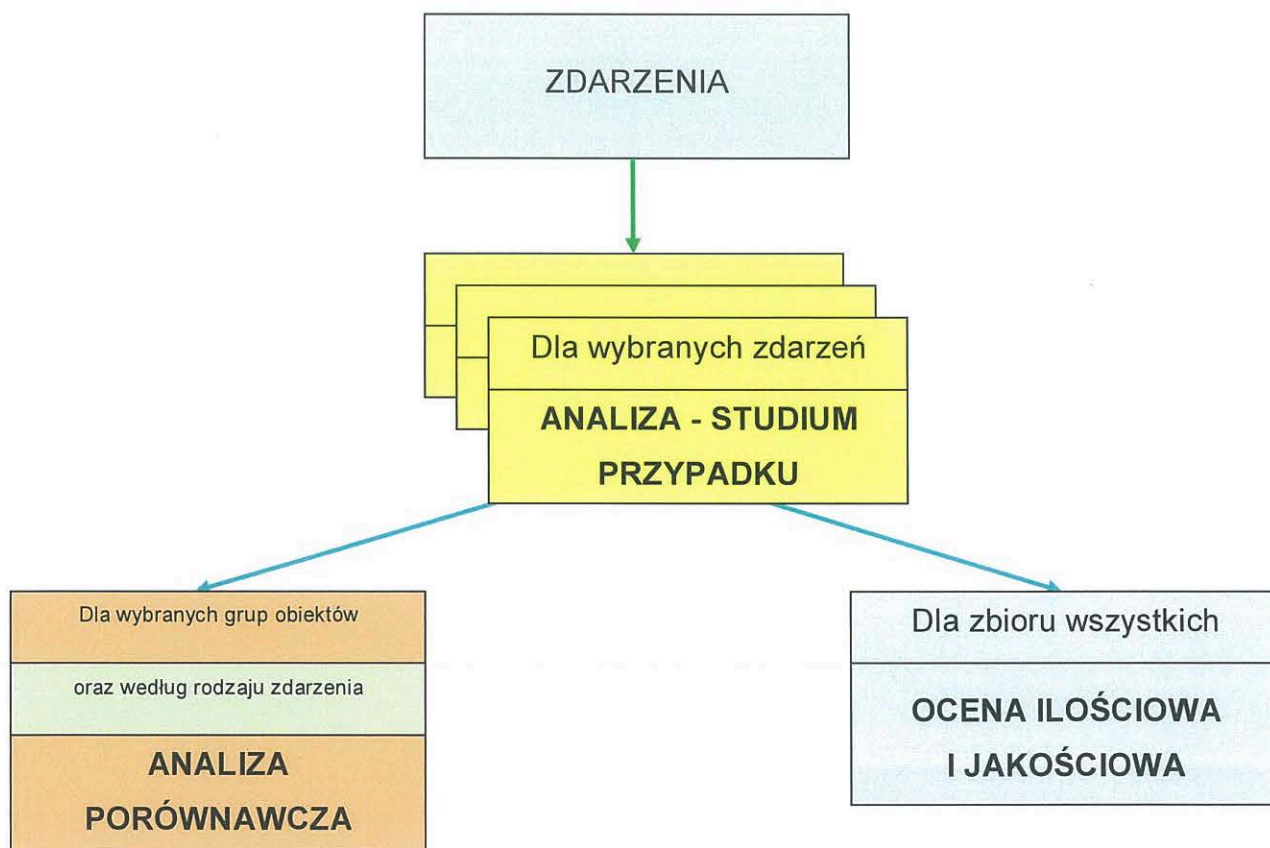 ZDARZENIA
Dla wybranych zdarzeń
ANALIZA - STUDIUM
PRZYPADKU
Dla wybranych grup obiektów
oraz według rodzaju zdarzenia
ANALIZA
PORÓWNAWCZA
Dla zbioru wszystkich
OCENA ILOŚCIOWA
I JAKOŚCIOWA